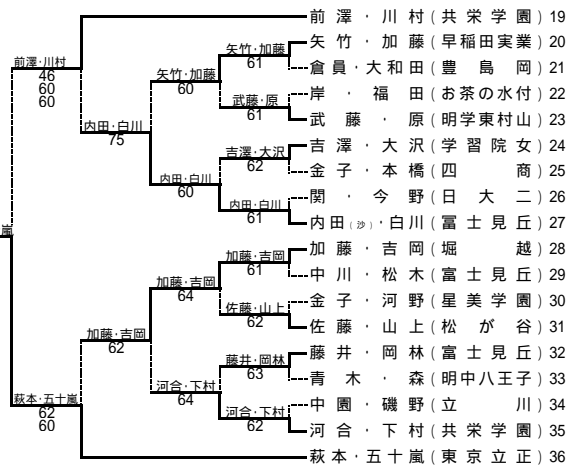 前澤・川村(共栄学園) 19
矢竹・加藤(早稲田実業) 20
倉員・大和田(豊島岡) 21
岸・福田(お茶の水付) 22
武藤・原(明学東村山) 23
吉澤・大沢(学習院女) 24
金子・本橋(四商) 25
関・今野(日大二) 26
内田(沙)・白川(富士見丘) 27
加藤・吉岡(堀越) 28
中川・松木(富士見丘) 29
金子・河野(星美学園) 30
佐藤・山上(松が谷) 31
藤井・岡林(富士見丘) 32
青木・森(明中八王子) 33
中園・磯野(立川) 34
河合・下村(共栄学園) 35
萩本・五十嵐(東京立正) 36
矢竹・加藤
61
武藤・原
61
吉澤・大沢
62
内田・白川
61
加藤・吉岡
61
佐藤・山上
62
藤井・岡林
63
河合・下村
62
矢竹・加藤
60
内田・白川
60
加藤・吉岡
64
河合・下村
64
内田・白川
75
加藤・吉岡
62
前澤・川村
46
60
60
萩本・五十嵐
62
60
嵐